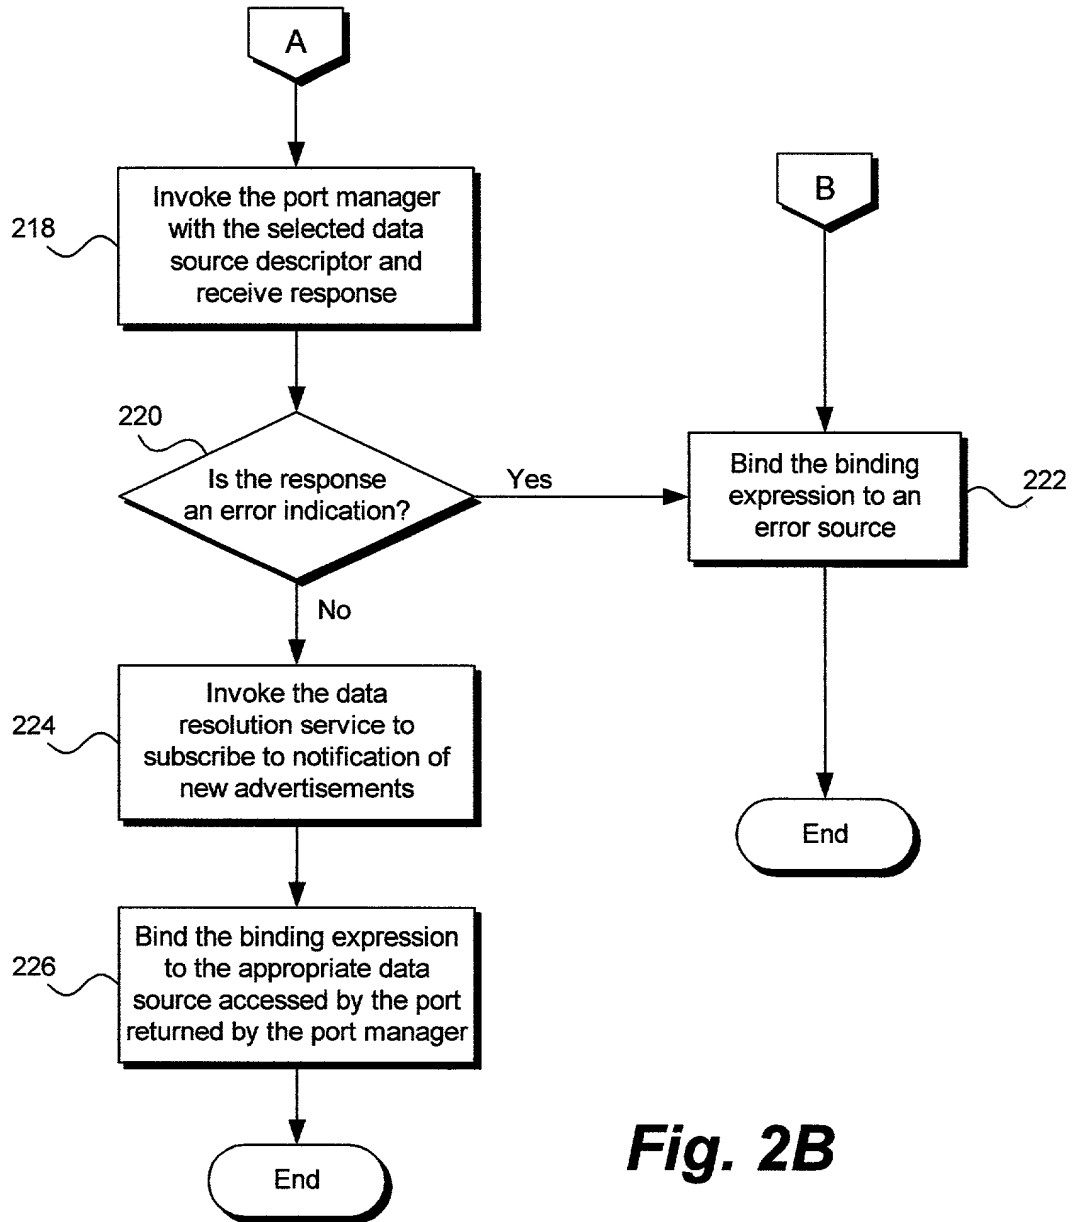 A
218
Invoke the port manager
with the selected data
source descriptor and
receive response
B
220
Is the response
an error indication?
Yes
Bind the binding
expression to an
error source
222
No
224
Invoke the data
resolution service to
subscribe to notification of
new advertisements
End
226
Bind the binding expression
to the appropriate data
source accessed by the port
returned by the port manager
End
Fig. 2B